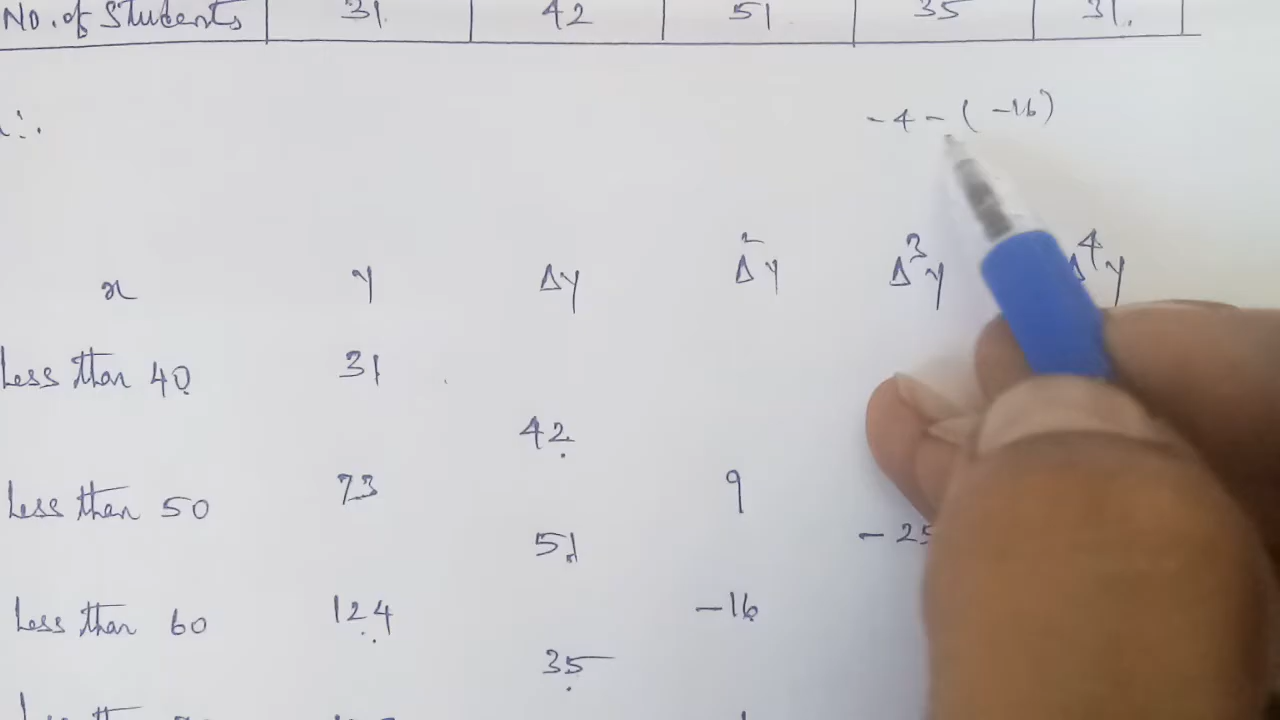 No. of Students 31 42 51 35 31.
-4 - (-16)
x y Δy Δ²y Δ³y Δ⁴y
Less than 40 31
42
Less than 50 73 9
51 -25
Less than 60 124 -16
35